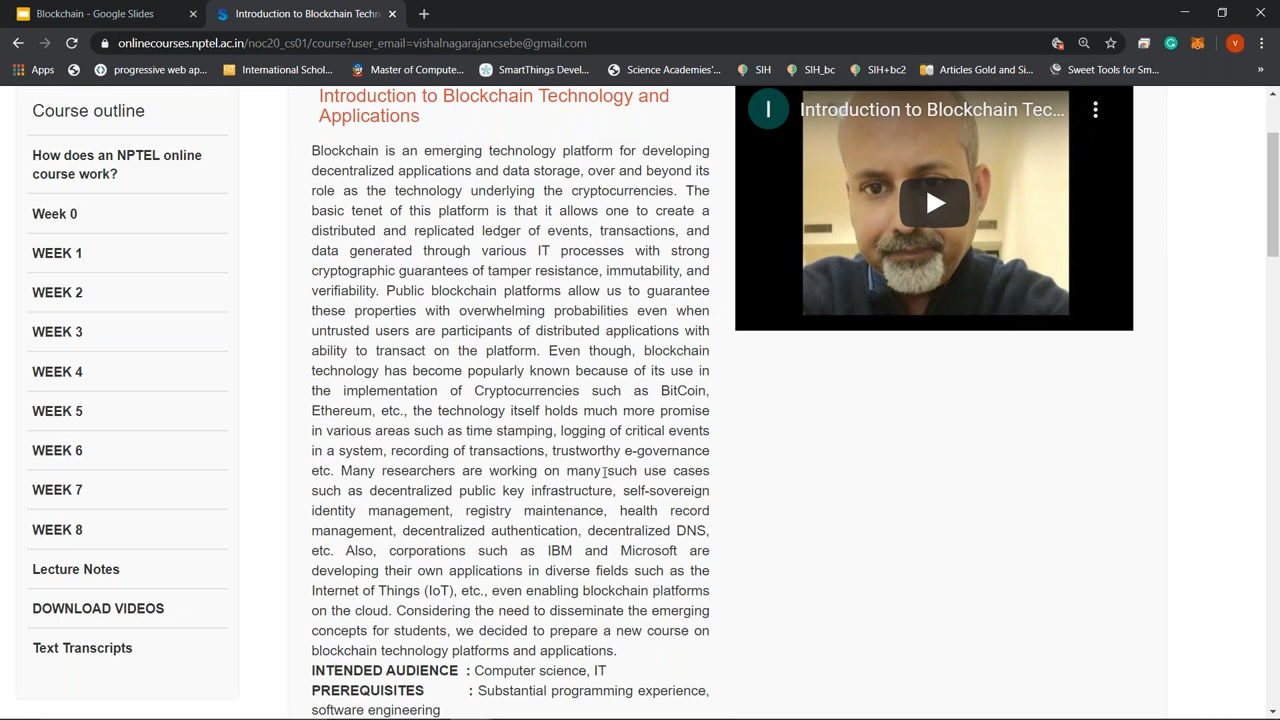 Blockchain - Google Slides
Introduction to Blockchain Techn
onlinecourses.nptel.ac.in/noc20_cs01/course?user_email=vishalnagarajancsebe@gmail.com
V
Apps
progressive web ap...
International Schol...
Master of Compute...
SmartThings Devel...
Science Academies'...
SIH
SIH_bc
SIH+bc2
Articles Gold and Si...
Sweet Tools for Sm...
»
Course outline
How does an NPTEL online
course work?
Week 0
WEEK 1
WEEK 2
WEEK 3
WEEK 4
WEEK 5
WEEK 6
WEEK 7
WEEK 8
Lecture Notes
DOWNLOAD VIDEOS
Text Transcripts
Introduction to Blockchain Technology and
Applications
Blockchain is an emerging technology platform for developing
decentralized applications and data storage, over and beyond its
role as the technology underlying the cryptocurrencies. The
basic tenet of this platform is that it allows one to create a
distributed and replicated ledger of events, transactions, and
data generated through various IT processes with strong
cryptographic guarantees of tamper resistance, immutability, and
verifiability. Public blockchain platforms allow us to guarantee
these properties with overwhelming probabilities even when
untrusted users are participants of distributed applications with
ability to transact on the platform. Even though, blockchain
technology has become popularly known because of its use in
the implementation of Cryptocurrencies such as BitCoin,
Ethereum, etc., the technology itself holds much more promise
in various areas such as time stamping, logging of critical events
in a system, recording of transactions, trustworthy e-governance
etc. Many researchers are working on many such use cases
such as decentralized public key infrastructure, self-sovereign
identity management, registry maintenance, health record
management, decentralized authentication, decentralized DNS,
etc. Also, corporations such as IBM and Microsoft are
developing their own applications in diverse fields such as the
Internet of Things (IoT), etc., even enabling blockchain platforms
on the cloud. Considering the need to disseminate the emerging
concepts for students, we decided to prepare a new course on
blockchain technology platforms and applications.
INTENDED AUDIENCE : Computer science, IT
PREREQUISITES : Substantial programming experience,
software engineering
I
Introduction to Blockchain Tec...